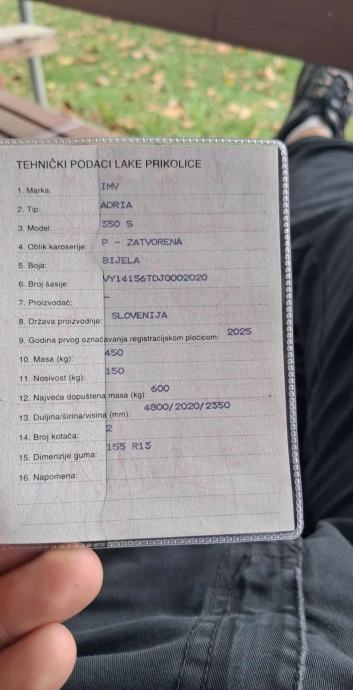 TEHNIČKI PODACI LAKE PRIKOLICE
1. Marka: IMV
2. Tip: ADRIA
3. Model: 350 S
4. Oblik karoserije: P - ZATVORENA
5. Boja: BIJELA
6. Broj šasije: VY14156TDJ0002020
7. Proizvođač: -
8. Država proizvodnje: SLOVENIJA
9. Godina prvog označavanja registracijskom pločicom: 2025
10. Masa (kg): 450
11. Nosivost (kg): 150
12. Najveća dopuštena masa (kg): 600
13. Duljina/širina/visina (mm): 4800/2020/2350
14. Broj kotača: 2
15. Dimenzije guma: 155 R13
16. Napomena: